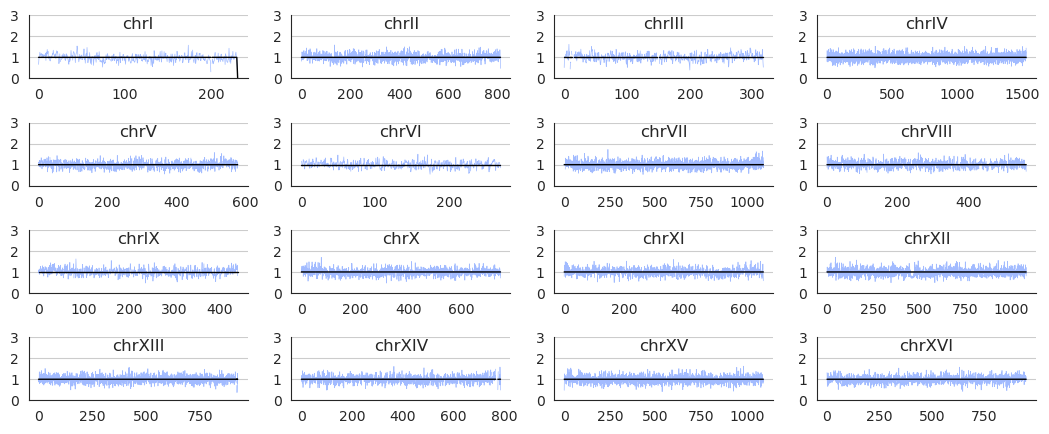 chrI chrII chrIII chrIV
3 3 3 3
2 2 2 2
1 1 1 1
0 0 0 0
0 100 200 0 200 400 600 800 0 100 200 300 0 500 1000 1500
chrV chrVI chrVII chrVIII
3 3 3 3
2 2 2 2
1 1 1 1
0 0 0 0
0 200 400 600 0 100 200 0 250 500 750 1000 0 200 400
chrIX chrX chrXI chrXII
3 3 3 3
2 2 2 2
1 1 1 1
0 0 0 0
0 100 200 300 400 0 200 400 600 0 200 400 600 0 250 500 750 1000
chrXIII chrXIV chrXV chrXVI
3 3 3 3
2 2 2 2
1 1 1 1
0 0 0 0
0 250 500 750 0 200 400 600 800 0 250 500 750 1000 0 250 500 750